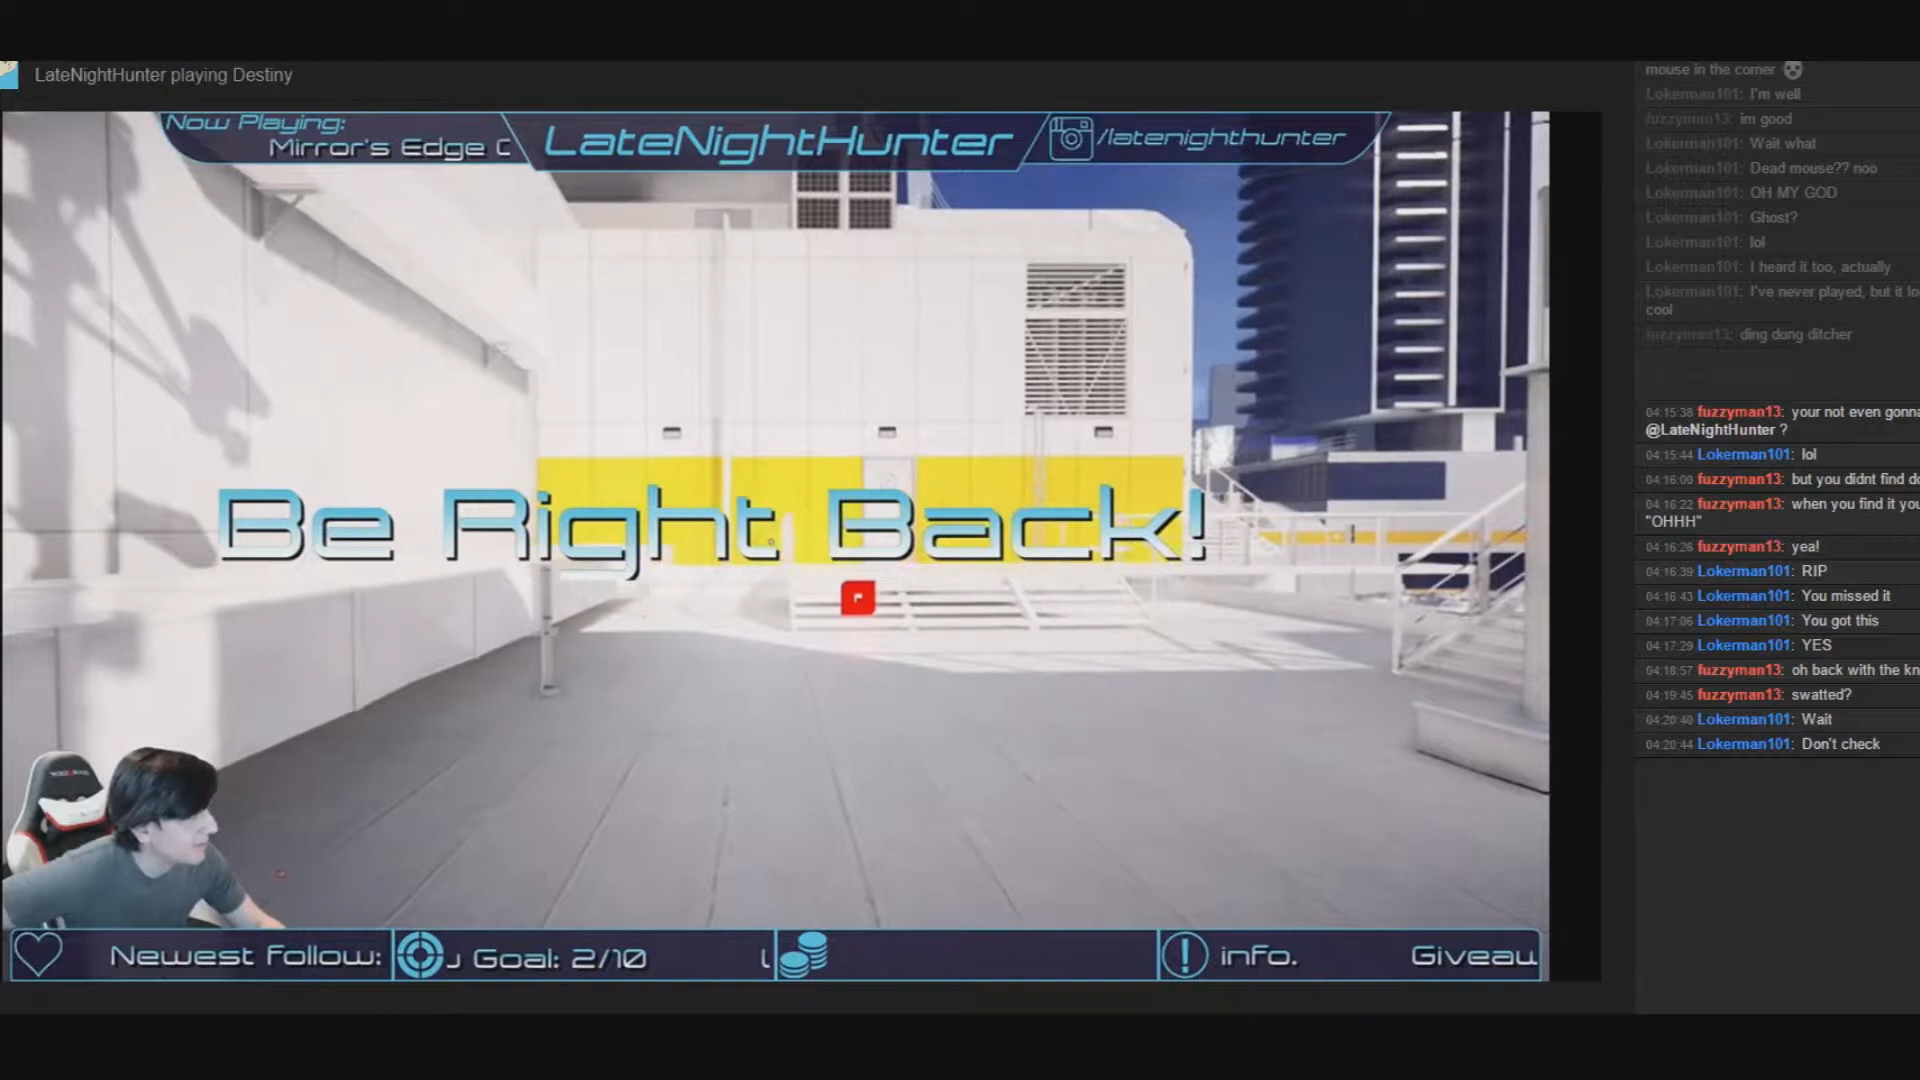 LateNightHunter playing Destiny
Now Playing:
Mirror's Edge C
LateNightHunter
/latenighthunter
Be Right Back!
Newest Follow:
Goal: 2/10
info.
Giveau
mouse in the corner
Lokerman101: I'm well
fuzzyman13: im good
Lokerman101: Wait what
Lokerman101: Dead mouse?? noo
Lokerman101: OH MY GOD
Lokerman101: Ghost?
Lokerman101: lol
Lokerman101: I heard it too, actually
Lokerman101: I've never played, but it lo
cool
fuzzyman13: ding dong ditcher
04:15:38 fuzzyman13: your not even gonna
@LateNightHunter ?
04:15:44 Lokerman101: lol
04:16:00 fuzzyman13: but you didnt find do
04:16:22 fuzzyman13: when you find it you
"OHHH"
04:16:26 fuzzyman13: yea!
04:16:39 Lokerman101: RIP
04:16:43 Lokerman101: You missed it
04:17:06 Lokerman101: You got this
04:17:29 Lokerman101: YES
04:18:57 fuzzyman13: oh back with the kn
04:19:45 fuzzyman13: swatted?
04:20:40 Lokerman101: Wait
04:20:44 Lokerman101: Don't check